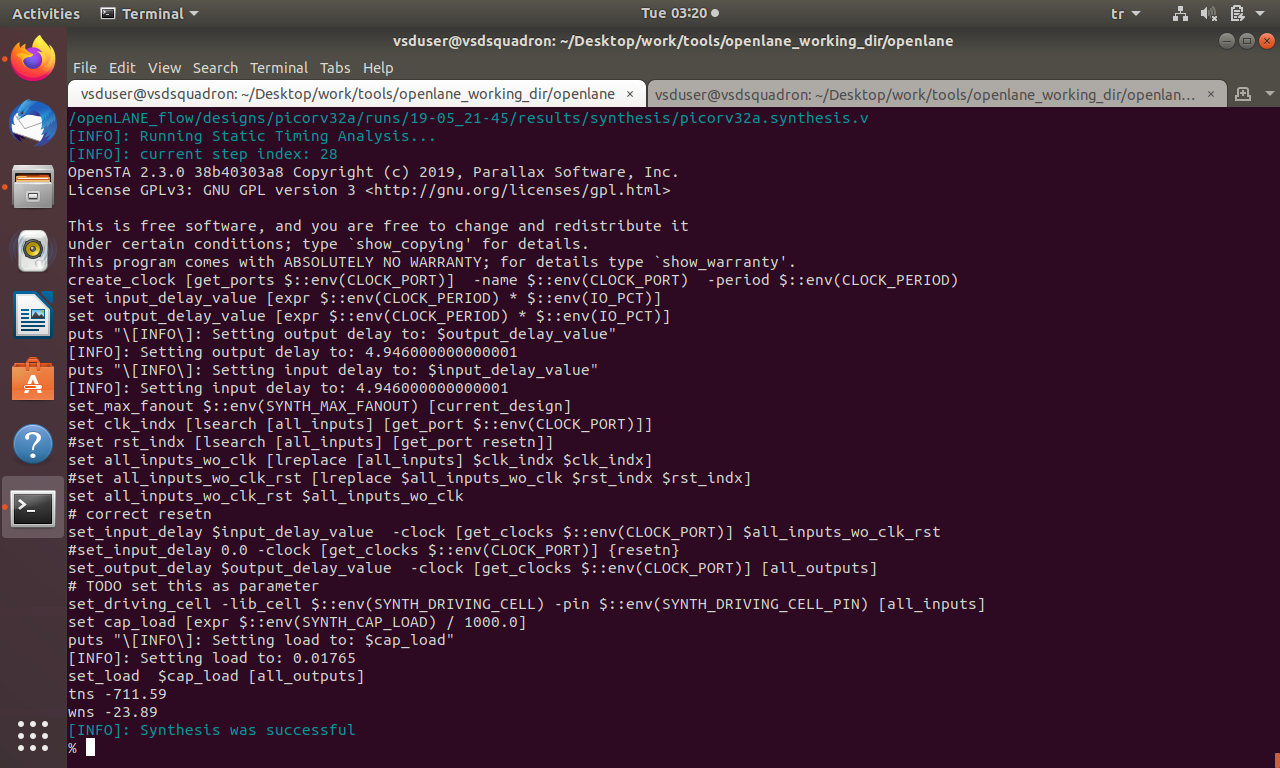 Activities
Terminal
Tue 03:20
tr
vsduser@vsdsquadron: ~/Desktop/work/tools/openlane_working_dir/openlane
File Edit View Search Terminal Tabs Help
vsduser@vsdsquadron: ~/Desktop/work/tools/openlane_working_dir/openlane ×
vsduser@vsdsquadron: ~/Desktop/work/tools/openlane_working_dir/openlan... ×
/openLANE_flow/designs/picorv32a/runs/19-05_21-45/results/synthesis/picorv32a.synthesis.v
[INFO]: Running Static Timing Analysis...
[INFO]: current step index: 28
OpenSTA 2.3.0 38b40303a8 Copyright (c) 2019, Parallax Software, Inc.
License GPLv3: GNU GPL version 3 <http://gnu.org/licenses/gpl.html>

This is free software, and you are free to change and redistribute it
under certain conditions; type `show_copying' for details.
This program comes with ABSOLUTELY NO WARRANTY; for details type `show_warranty'.
create_clock [get_ports $::env(CLOCK_PORT)]  -name $::env(CLOCK_PORT)  -period $::env(CLOCK_PERIOD)
set input_delay_value [expr $::env(CLOCK_PERIOD) * $::env(IO_PCT)]
set output_delay_value [expr $::env(CLOCK_PERIOD) * $::env(IO_PCT)]
puts "\[INFO\]: Setting output delay to: $output_delay_value"
[INFO]: Setting output delay to: 4.946000000000001
puts "\[INFO\]: Setting input delay to: $input_delay_value"
[INFO]: Setting input delay to: 4.946000000000001
set_max_fanout $::env(SYNTH_MAX_FANOUT) [current_design]
set clk_indx [lsearch [all_inputs] [get_port $::env(CLOCK_PORT)]]
#set rst_indx [lsearch [all_inputs] [get_port resetn]]
set all_inputs_wo_clk [lreplace [all_inputs] $clk_indx $clk_indx]
#set all_inputs_wo_clk_rst [lreplace $all_inputs_wo_clk $rst_indx $rst_indx]
set all_inputs_wo_clk_rst $all_inputs_wo_clk
# correct resetn
set_input_delay $input_delay_value  -clock [get_clocks $::env(CLOCK_PORT)] $all_inputs_wo_clk_rst
#set_input_delay 0.0 -clock [get_clocks $::env(CLOCK_PORT)] {resetn}
set_output_delay $output_delay_value  -clock [get_clocks $::env(CLOCK_PORT)] [all_outputs]
# TODO set this as parameter
set_driving_cell -lib_cell $::env(SYNTH_DRIVING_CELL) -pin $::env(SYNTH_DRIVING_CELL_PIN) [all_inputs]
set cap_load [expr $::env(SYNTH_CAP_LOAD) / 1000.0]
puts "\[INFO\]: Setting load to: $cap_load"
[INFO]: Setting load to: 0.01765
set_load  $cap_load [all_outputs]
tns -711.59
wns -23.89
[INFO]: Synthesis was successful
%